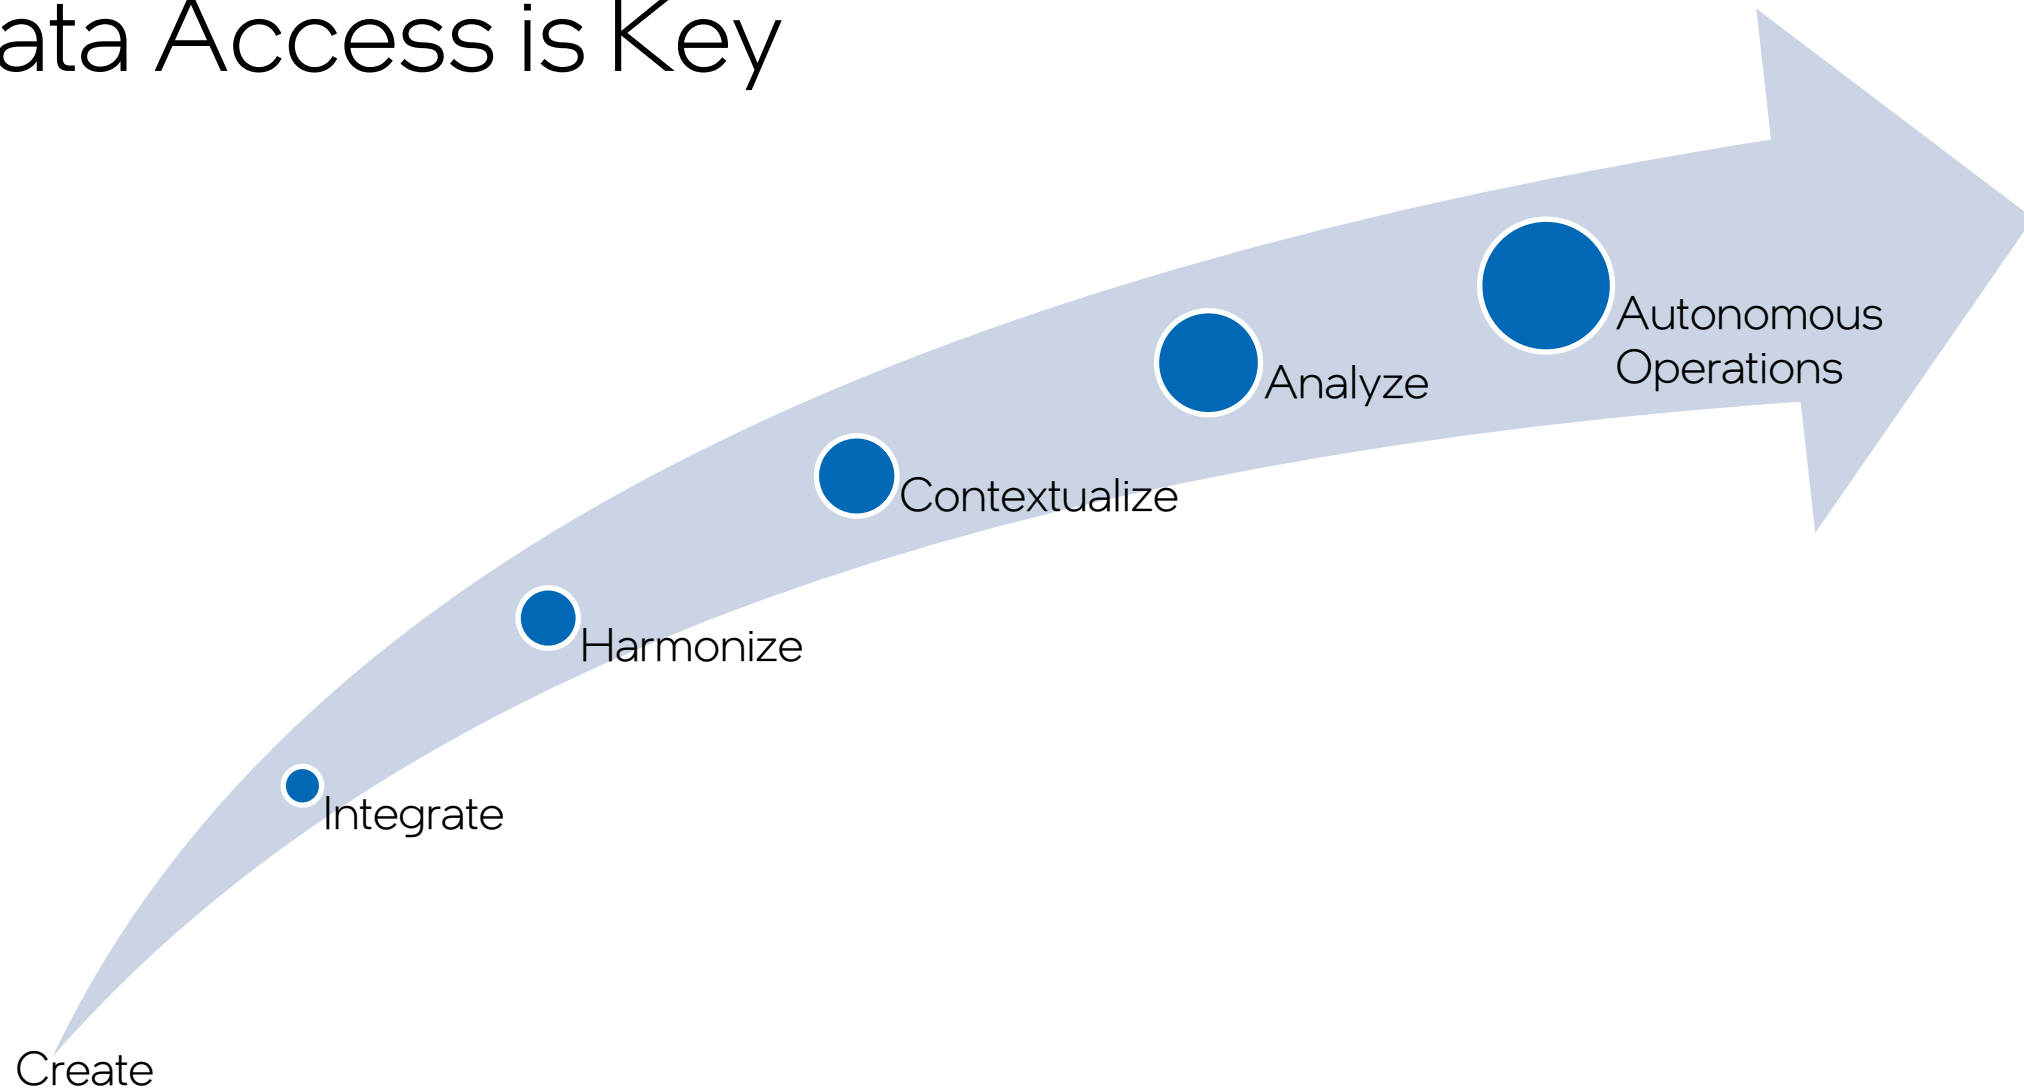 ata Access is Key
Autonomous
Operations
Analyze
Contextualize
Harmonize
Integrate
Create